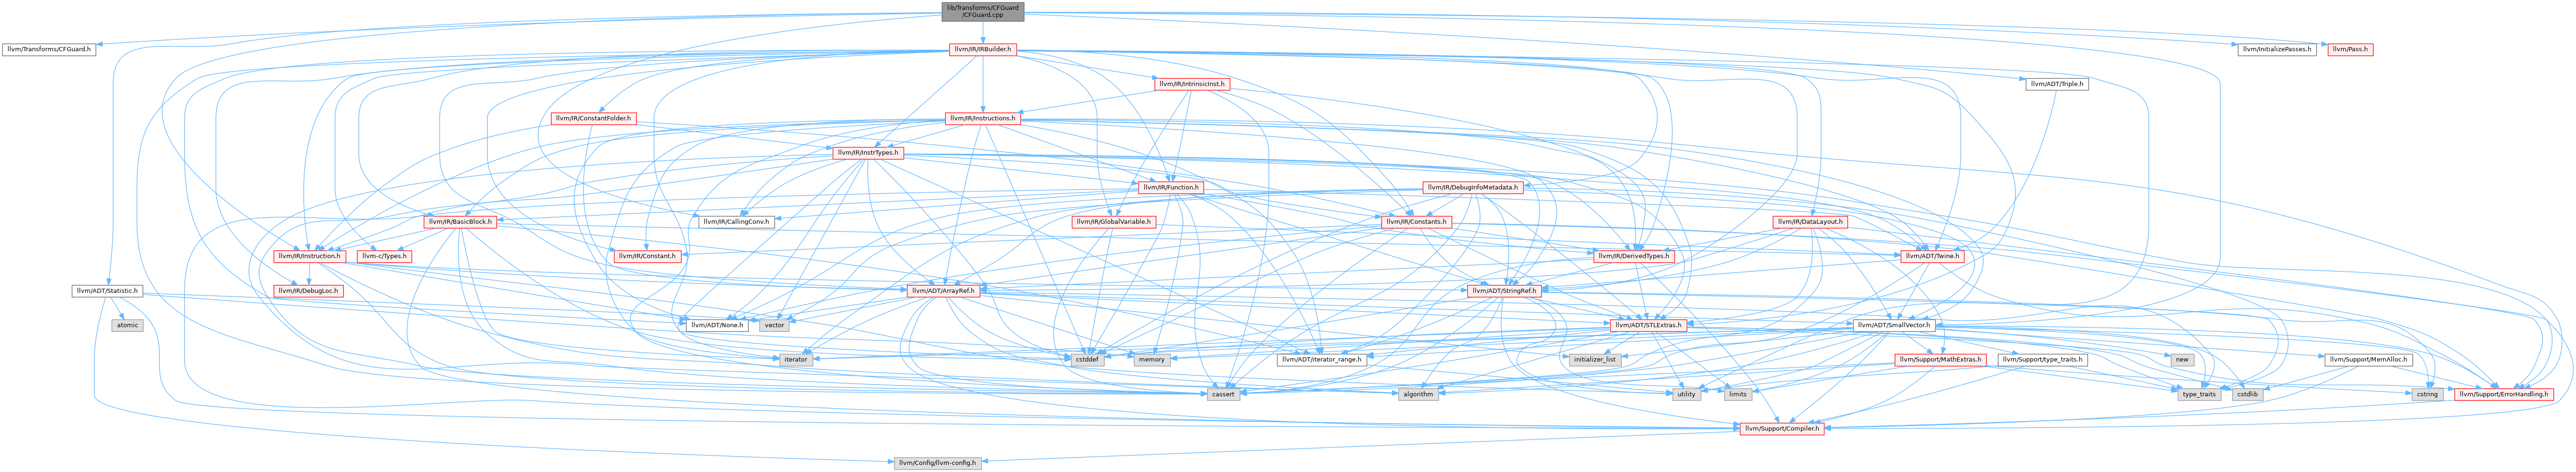 lib/Transforms/CFGuard
/CFGuard.cpp
llvm/Transforms/CFGuard.h
llvm/IR/IRBuilder.h
llvm/InitializePasses.h
llvm/Pass.h
llvm/IR/IntrinsicInst.h
llvm/ADT/Triple.h
llvm/IR/ConstantFolder.h
llvm/IR/Instructions.h
llvm/IR/InstrTypes.h
llvm/IR/Function.h
llvm/IR/DebugInfoMetadata.h
llvm/IR/BasicBlock.h
llvm/IR/CallingConv.h
llvm/IR/GlobalVariable.h
llvm/IR/Constants.h
llvm/IR/DataLayout.h
llvm/IR/Instruction.h
llvm-c/Types.h
llvm/IR/Constant.h
llvm/IR/DerivedTypes.h
llvm/ADT/Twine.h
llvm/ADT/Statistic.h
llvm/IR/DebugLoc.h
llvm/ADT/ArrayRef.h
llvm/ADT/StringRef.h
atomic
llvm/ADT/None.h
vector
llvm/ADT/STLExtras.h
llvm/ADT/SmallVector.h
iterator
cstddef
memory
llvm/ADT/iterator_range.h
initializer_list
llvm/Support/MathExtras.h
llvm/Support/type_traits.h
new
llvm/Support/MemAlloc.h
cassert
algorithm
utility
limits
type_traits
cstdlib
cstring
llvm/Support/ErrorHandling.h
llvm/Support/Compiler.h
llvm/Config/llvm-config.h